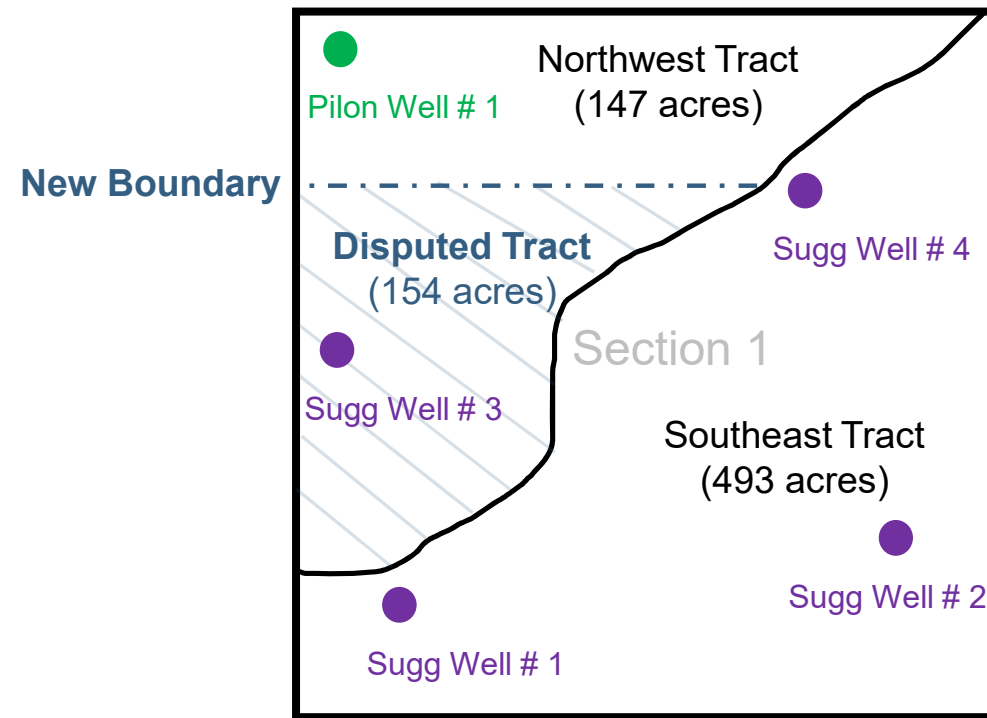 Northwest Tract
(147 acres)
Pilon Well # 1
New Boundary
Disputed Tract
(154 acres)
Sugg Well # 4
Section 1
Sugg Well # 3
Southeast Tract
(493 acres)
Sugg Well # 2
Sugg Well # 1